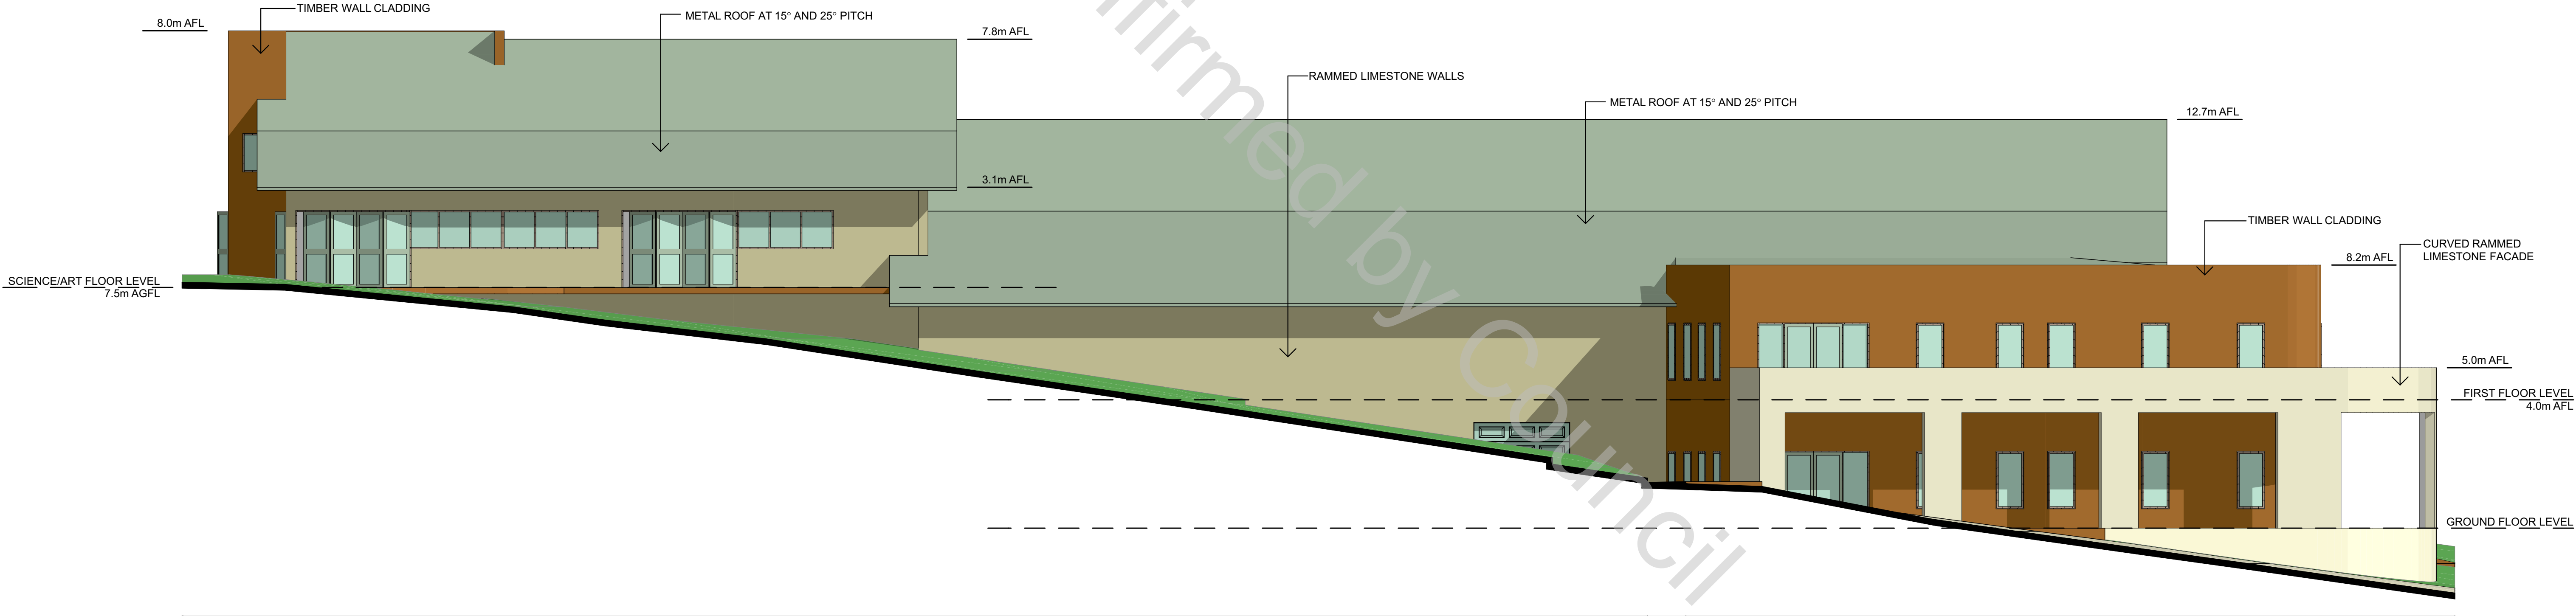 TIMBER WALL CLADDING
8.0m AFL
METAL ROOF AT 15° AND 25° PITCH
7.8m AFL
RAMMED LIMESTONE WALLS
METAL ROOF AT 15° AND 25° PITCH
12.7m AFL
3.1m AFL
TIMBER WALL CLADDING
CURVED RAMMED
LIMESTONE FACADE
8.2m AFL
SCIENCE/ART FLOOR LEVEL
7.5m AGFL
5.0m AFL
FIRST FLOOR LEVEL
4.0m AFL
GROUND FLOOR LEVEL
by Council